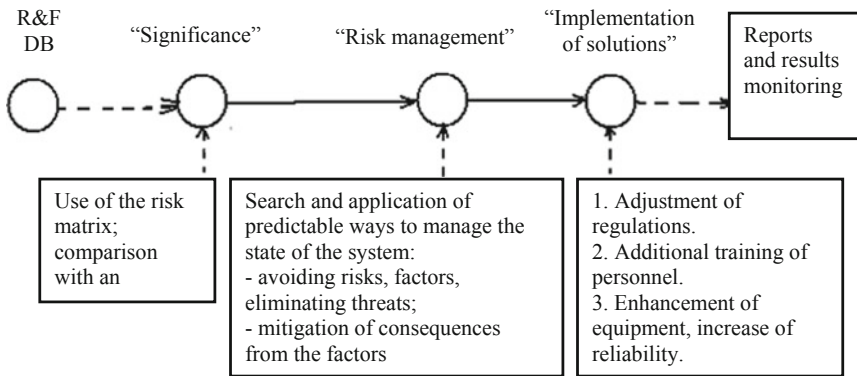 R&F
DB
“Significance”
“Risk management”
“Implementation
of solutions”
Reports
and results
monitoring
Use of the risk
matrix;
comparison
with an
Search and application of
predictable ways to manage the
state of the system:
- avoiding risks, factors,
eliminating threats;
- mitigation of consequences
from the factors
1. Adjustment of
regulations.
2. Additional training of
personnel.
3. Enhancement of
equipment, increase of
reliability.